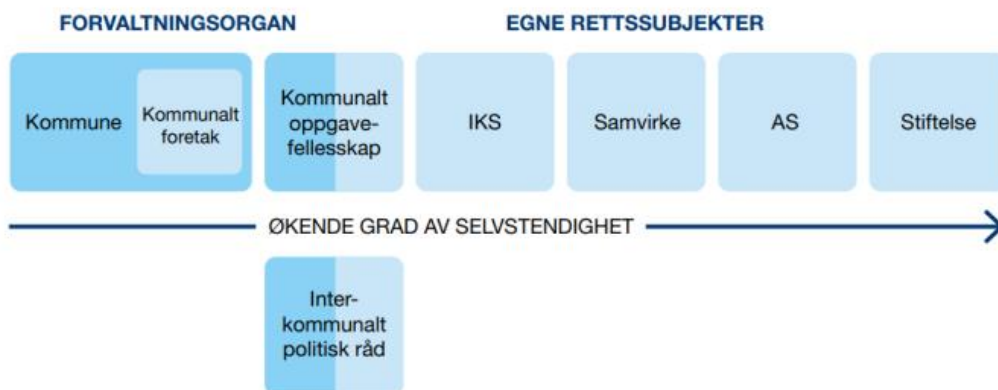 FORVALTNINGSORGAN
EGNE RETTSSUBJEKTER
Kommune
Kommunalt
foretak
Kommunalt
oppgave-
fellesskap
IKS
Samvirke
AS
Stiftelse
ØKENDE GRAD AV SELVSTENDIGHET
Inter-
kommunalt
politisk råd